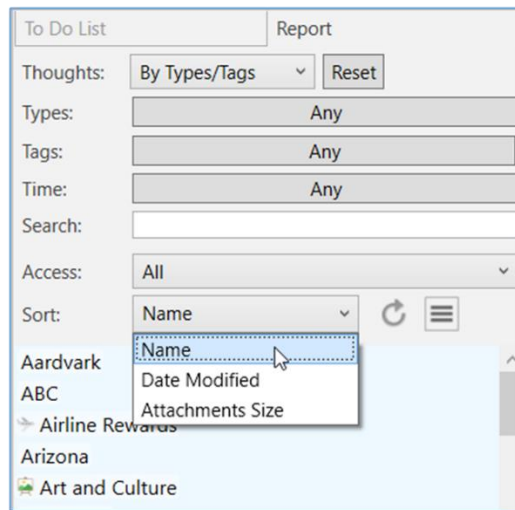 To Do List Report
Thoughts: By Types/Tags Reset
Types: Any
Tags: Any
Time: Any
Search:
Access: All
Sort: Name
Name
Date Modified
Attachments Size
Aardvark
ABC
Airline Rewards
Arizona
Art and Culture